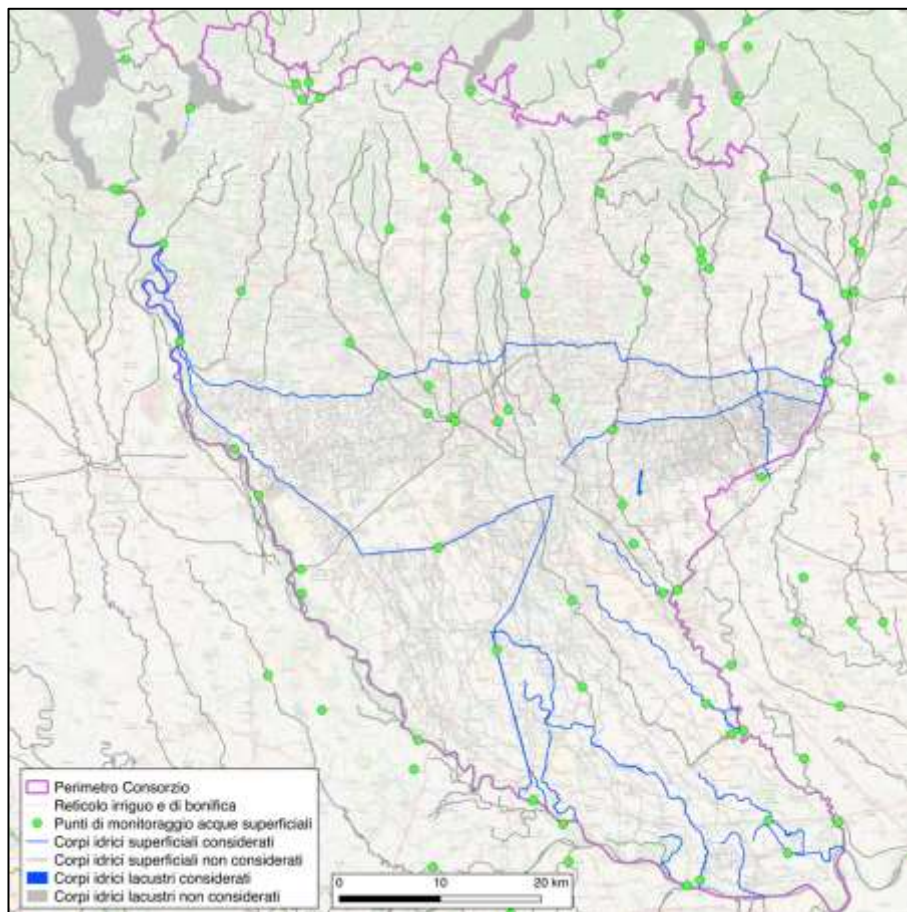 Perimetro Consorzio
Reticolo irriguo e di bonifica
Punti di monitoraggio acque superficiali
Corpi idrici superficiali considerati
Corpi idrici superficiali non considerati
Corpi idrici lacustri considerati
Corpi idrici lacustri non considerati
0 10 20 km